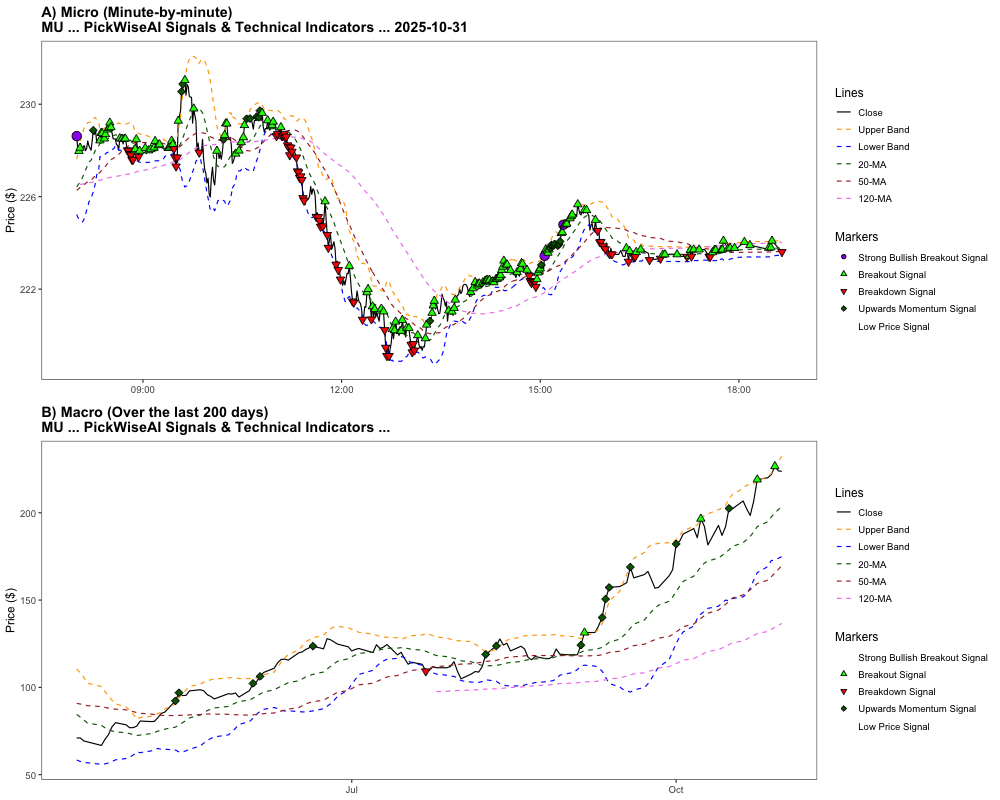 A) Micro (Minute-by-minute)
MU ... PickWiseAI Signals & Technical Indicators ... 2025-10-31
Price ($)
230
226
222
09:00
12:00
15:00
18:00
Lines
Close
Upper Band
Lower Band
20-MA
50-MA
120-MA
Markers
Strong Bullish Breakout Signal
Breakout Signal
Breakdown Signal
Upwards Momentum Signal
Low Price Signal
B) Macro (Over the last 200 days)
MU ... PickWiseAI Signals & Technical Indicators ...
Price ($)
200
150
100
50
Jul
Oct
Lines
Close
Upper Band
Lower Band
20-MA
50-MA
120-MA
Markers
Strong Bullish Breakout Signal
Breakout Signal
Breakdown Signal
Upwards Momentum Signal
Low Price Signal